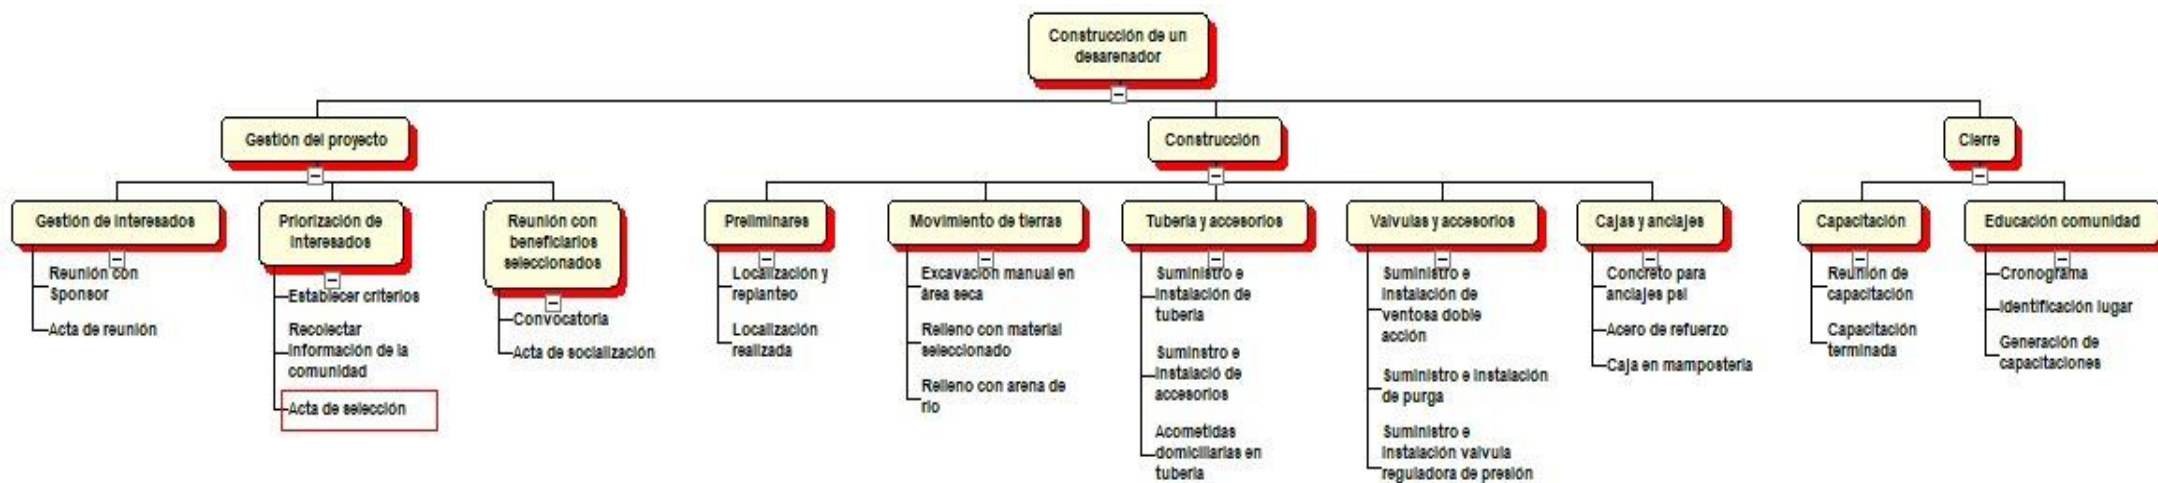 Construcción de un
desarenador
Gestión del proyecto
Construcción
Cierre
Gestión de interesados
Priorización de
interesados
Reunión con
beneficiarios
seleccionados
Preliminares
Movimiento de tierras
Tuberia y accesorios
Valvulas y accesorios
Cajas y anclajes
Capacitación
Educación comunidad
Reunión con
Sponsor
Acta de reunión
Establecer criterios
Recolectar
información de la
comunidad
Acta de selección
Convocatoria
Acta de socialización
Localización y
replanteo
Localización
realizada
Excavación manual en
área seca
Relleno con material
seleccionado
Relleno con arena de
rio
Suministro e
instalación de
tuberia
Suminstro e
instalació de
accesorios
Acometidas
domiciliarias en
tuberia
Suministro e
instalación de
ventosa doble
acción
Suministro e instalación
de purga
Suministro e
instalación valvula
reguladora de presión
Concreto para
anclajes psi
Acero de refuerzo
Caja en mamposteria
Reunión de
capacitación
Capacitación
terminada
Cronograma
Identificación lugar
Generación de
capacitaciones